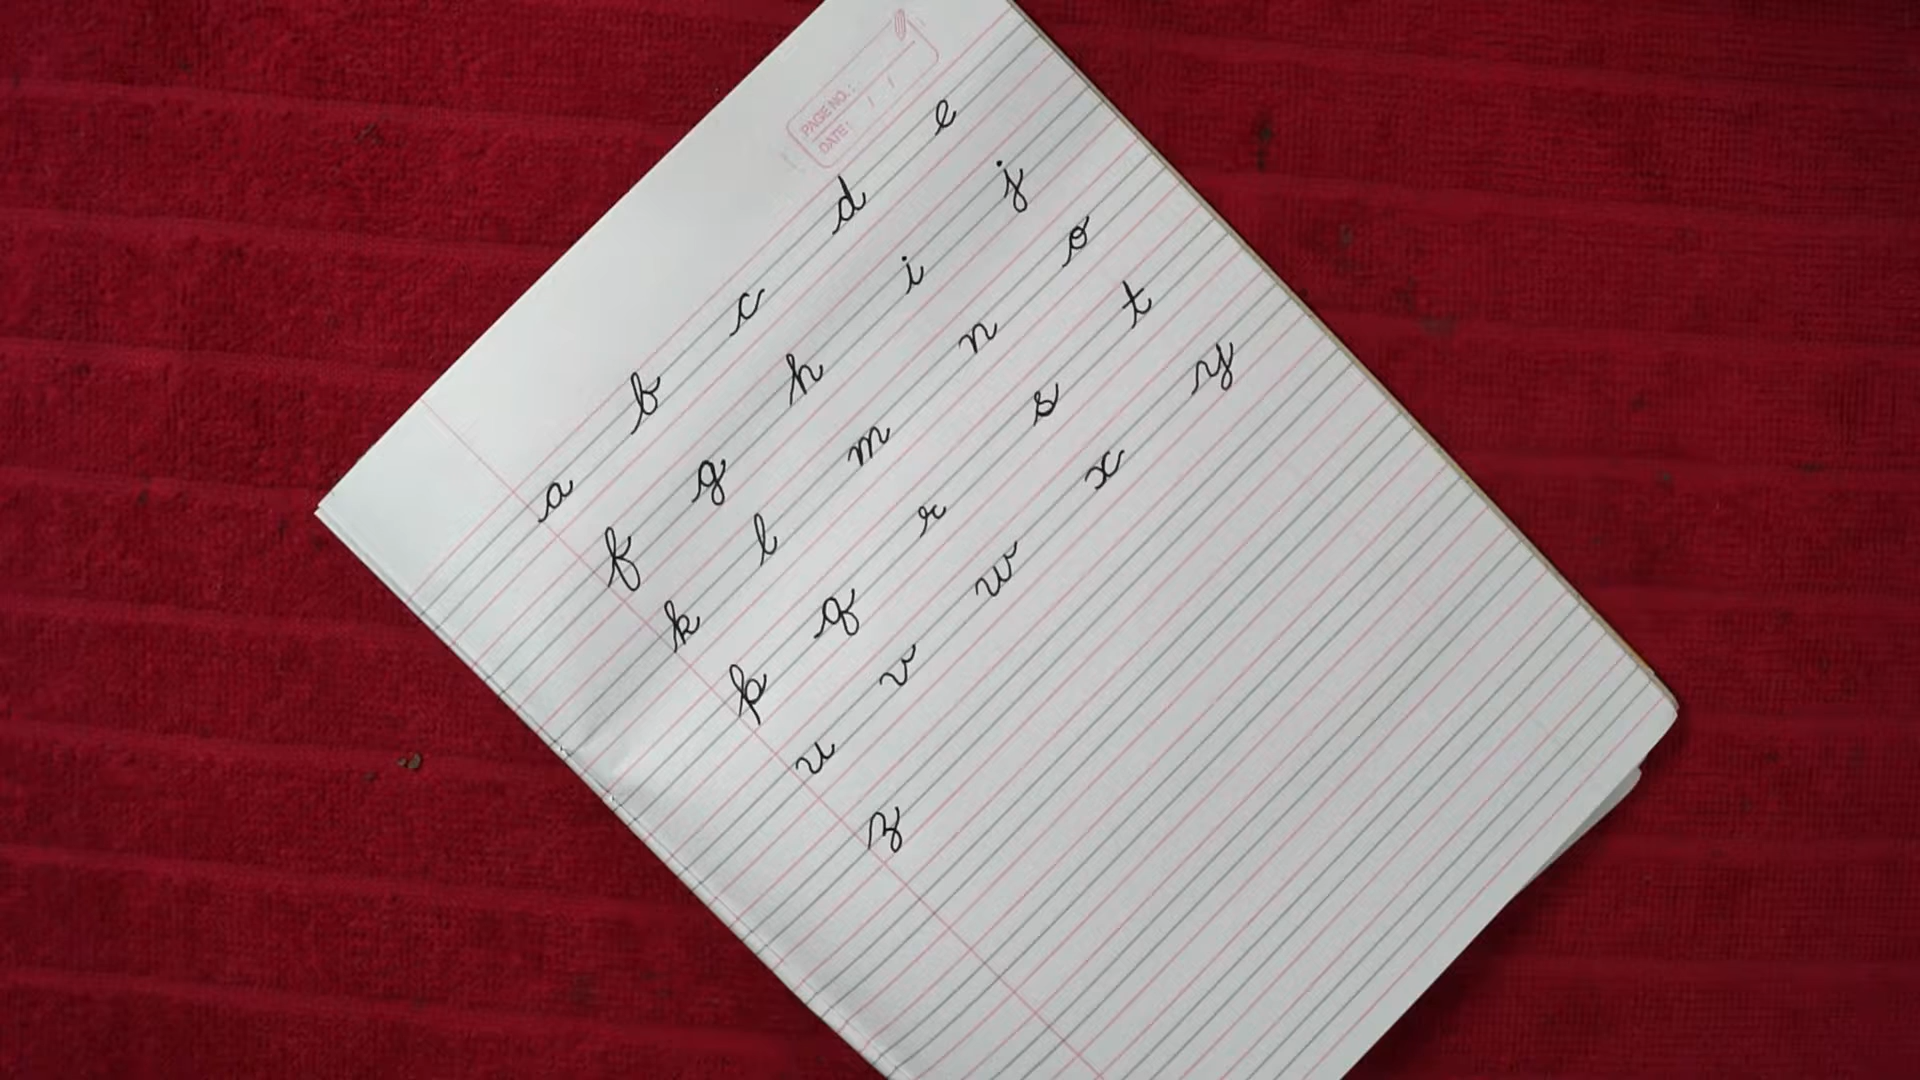 PAGE NO.:
DATE: / /
a b c d e
f g h i j
k l m n o
p q r s t
u v w x y
z